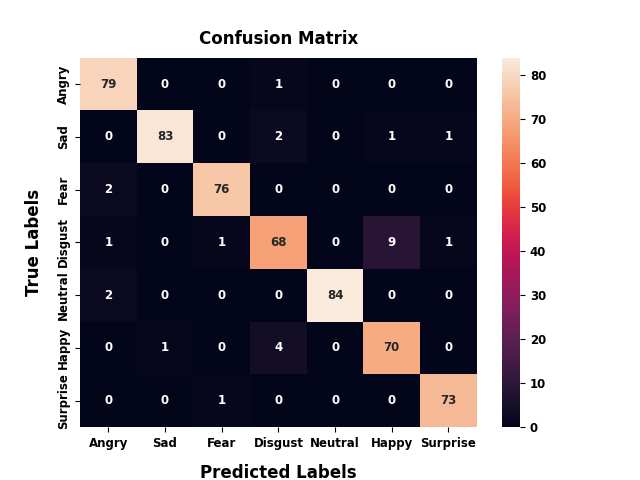 Confusion Matrix
Angry 79 0 0 1 0 0 0
Sad 0 83 0 2 0 1 1
Fear 2 0 76 0 0 0 0
Disgust 1 0 1 68 0 9 1
Neutral 2 0 0 0 84 0 0
Happy 0 1 0 4 0 70 0
Surprise 0 0 1 0 0 0 73
Angry Sad Fear Disgust Neutral Happy Surprise
Predicted Labels
True Labels
80
70
60
50
40
30
20
10
0